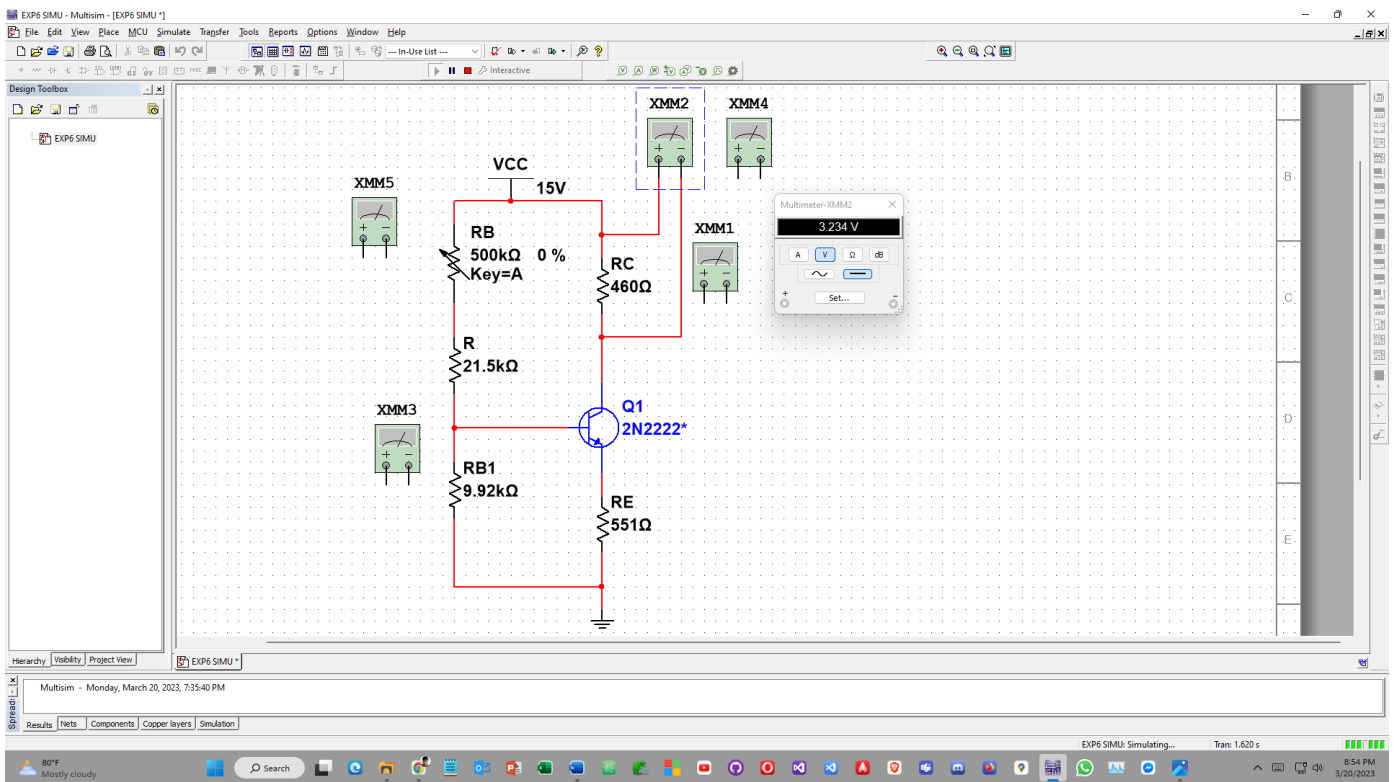 EXP6 SIMU - Multisim - [EXP6 SIMU *]
File Edit View Place MCU Simulate Transfer Tools Reports Options Window Help
--- In-Use List ---
Interactive
Design Toolbox
EXP6 SIMU
XMM2
XMM4
VCC
15V
XMM5
Multimeter-XMM2
3.234 V
A V Ω dB
Set...
+
-
XMM1
RB
500kΩ 0 %
Key=A
RC
460Ω
R
21.5kΩ
XMM3
Q1
2N2222*
RB1
9.92kΩ
RE
551Ω
B
C
D
E
Hierarchy Visibility Project View
EXP6 SIMU *
Multisim - Monday, March 20, 2023, 7:35:40 PM
Spread:
Results Nets Components Copper layers Simulation
EXP6 SIMU: Simulating... Tran: 1.620 s
80°F
Mostly cloudy
Search
8:54 PM
3/20/2023